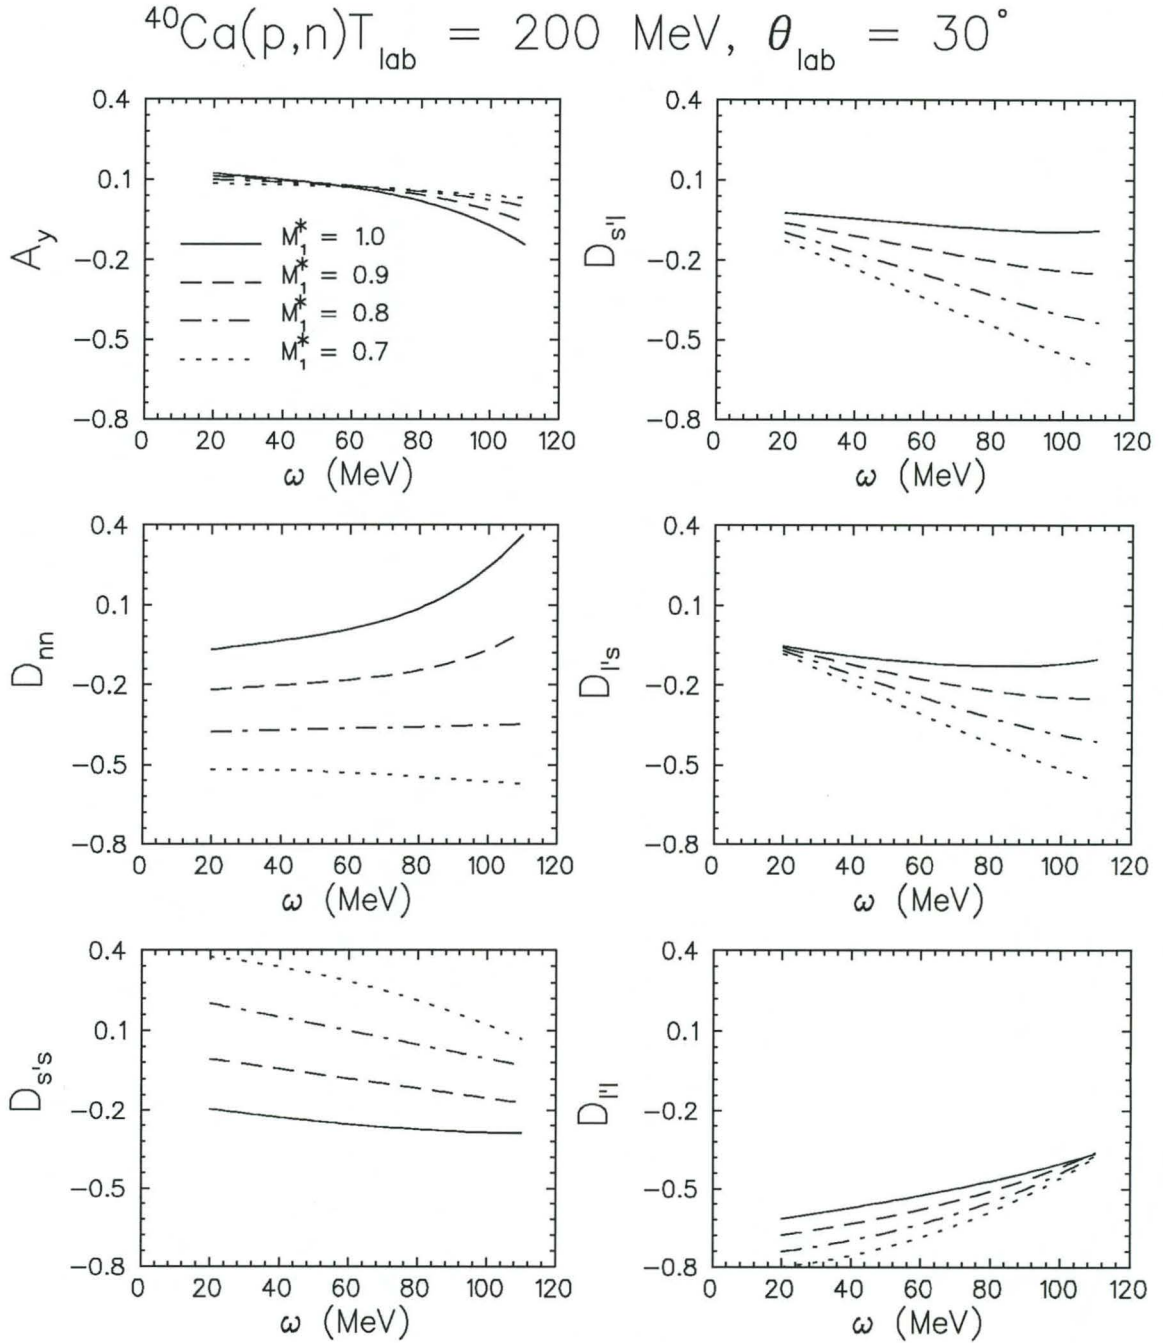 ⁴⁰Ca(p,n)T_lab = 200 MeV, θ_lab = 30°
0.4
0.1
−0.2
−0.5
−0.8
A_y
M*_1 = 1.0
M*_1 = 0.9
M*_1 = 0.8
M*_1 = 0.7
0 20 40 60 80 100 120
ω (MeV)
0.4
0.1
−0.2
−0.5
−0.8
D_s'l
0 20 40 60 80 100 120
ω (MeV)
0.4
0.1
−0.2
−0.5
−0.8
D_nn
0 20 40 60 80 100 120
ω (MeV)
0.4
0.1
−0.2
−0.5
−0.8
D_l's
0 20 40 60 80 100 120
ω (MeV)
0.4
0.1
−0.2
−0.5
−0.8
D_s's
0 20 40 60 80 100 120
ω (MeV)
0.4
0.1
−0.2
−0.5
−0.8
D_l'l
0 20 40 60 80 100 120
ω (MeV)